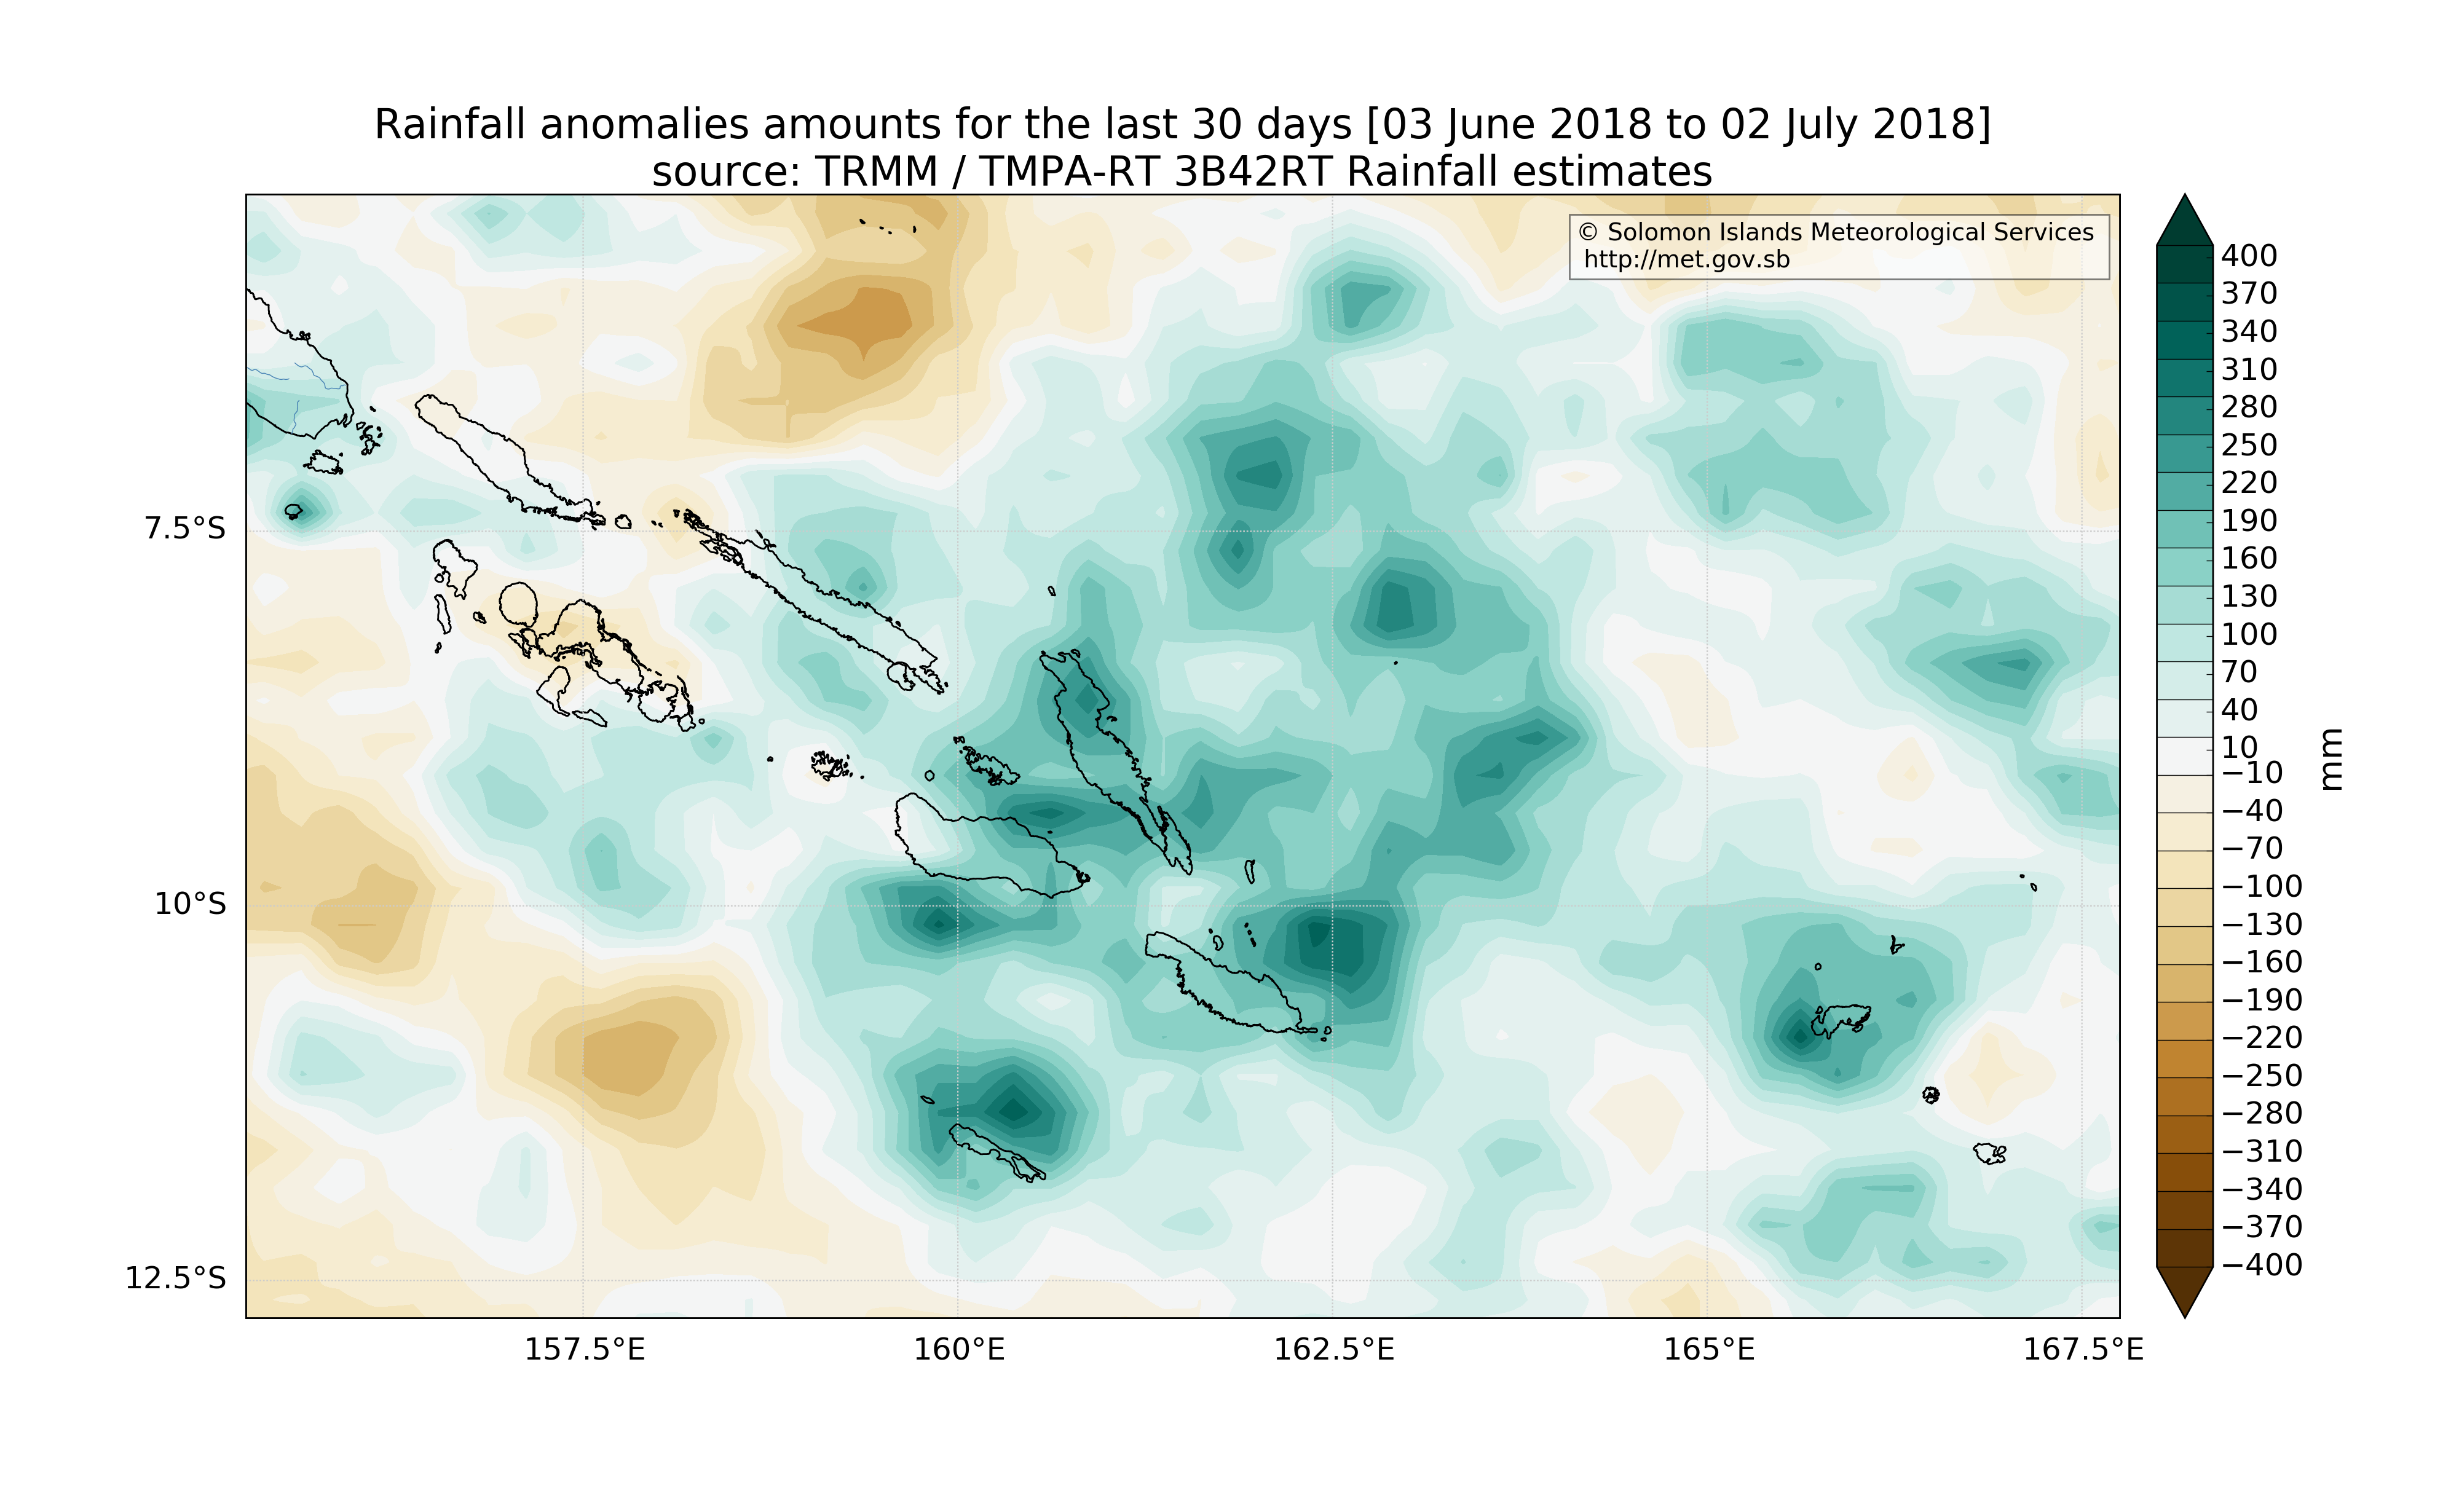 Rainfall anomalies amounts for the last 30 days [03 June 2018 to 02 July 2018]
source: TRMM / TMPA-RT 3B42RT Rainfall estimates
© Solomon Islands Meteorological Services
http://met.gov.sb
7.5°S
10°S
12.5°S
157.5°E
160°E
162.5°E
165°E
167.5°E
400
370
340
310
280
250
220
190
160
130
100
70
40
10
−10
−40
−70
−100
−130
−160
−190
−220
−250
−280
−310
−340
−370
−400
mm